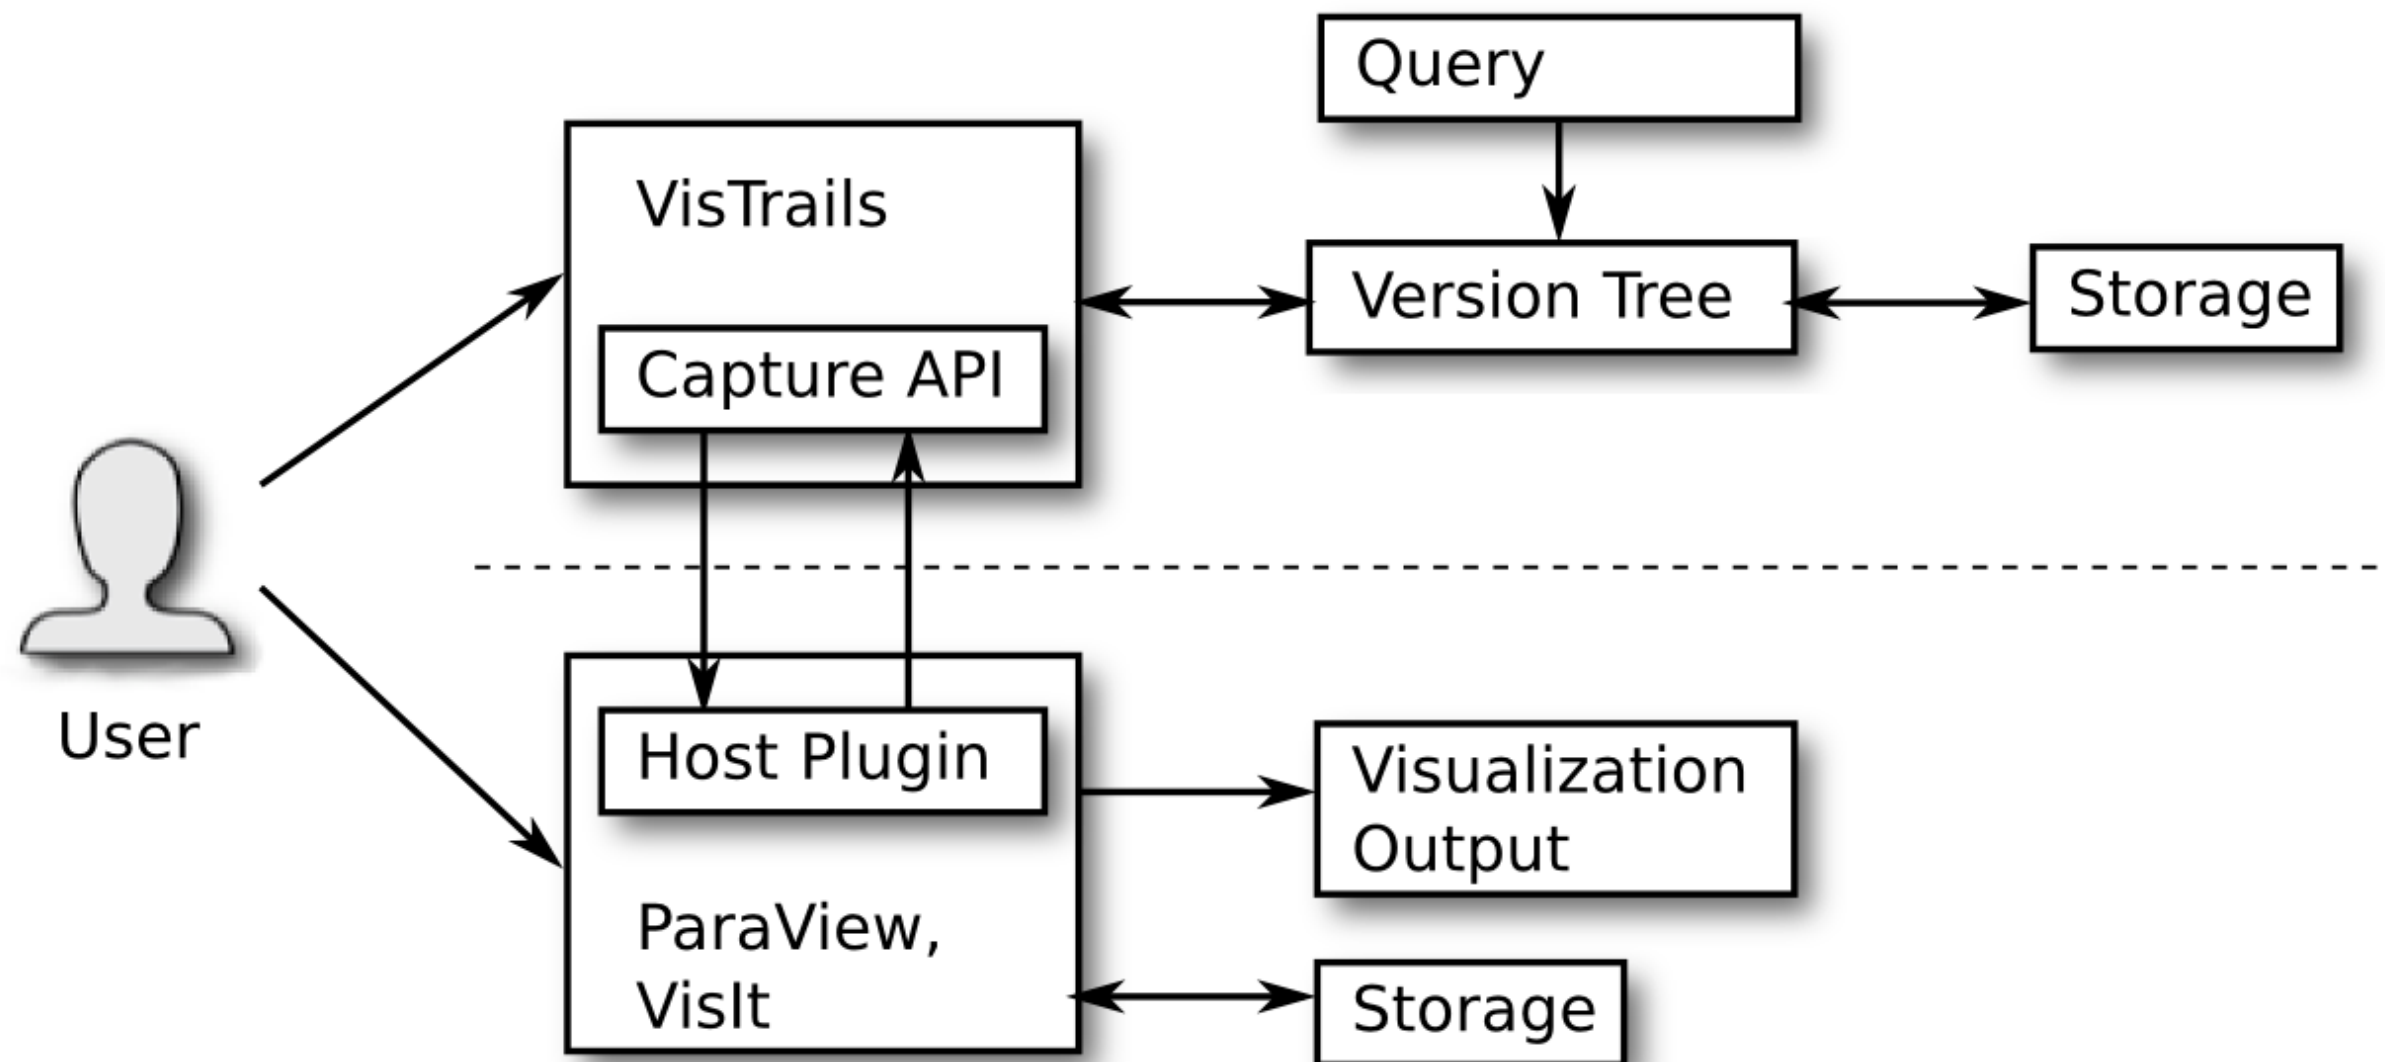 Query
VisTrails
Version Tree
Storage
Capture API
User
Host Plugin
Visualization
Output
ParaView,
VisIt
Storage